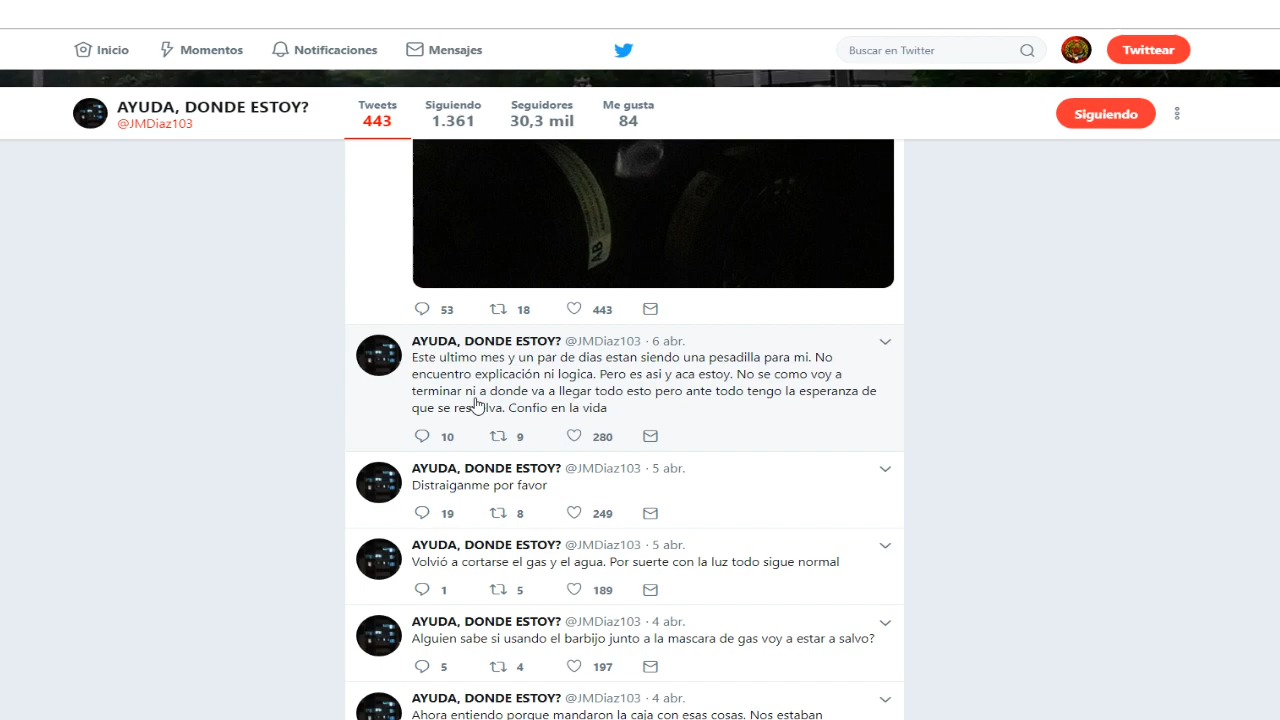 Inicio Momentos Notificaciones Mensajes Buscar en Twitter Twittear
AYUDA, DONDE ESTOY? Tweets Siguiendo Seguidores Me gusta Siguiendo
@JMDiaz103 443 1.361 30,3 mil 84
AB
53 18 443
AYUDA, DONDE ESTOY? @JMDiaz103 · 6 abr.
Este ultimo mes y un par de dias estan siendo una pesadilla para mi. No
encuentro explicación ni logica. Pero es asi y aca estoy. No se como voy a
terminar ni a donde va a llegar todo esto pero ante todo tengo la esperanza de
que se resuelva. Confio en la vida
10 9 280
AYUDA, DONDE ESTOY? @JMDiaz103 · 5 abr.
Distraiganme por favor
19 8 249
AYUDA, DONDE ESTOY? @JMDiaz103 · 5 abr.
Volvió a cortarse el gas y el agua. Por suerte con la luz todo sigue normal
1 5 189
AYUDA, DONDE ESTOY? @JMDiaz103 · 4 abr.
Alguien sabe si usando el barbijo junto a la mascara de gas voy a estar a salvo?
5 4 197
AYUDA, DONDE ESTOY? @JMDiaz103 · 4 abr.
Ahora entiendo porque mandaron la caja con esas cosas. Nos estaban